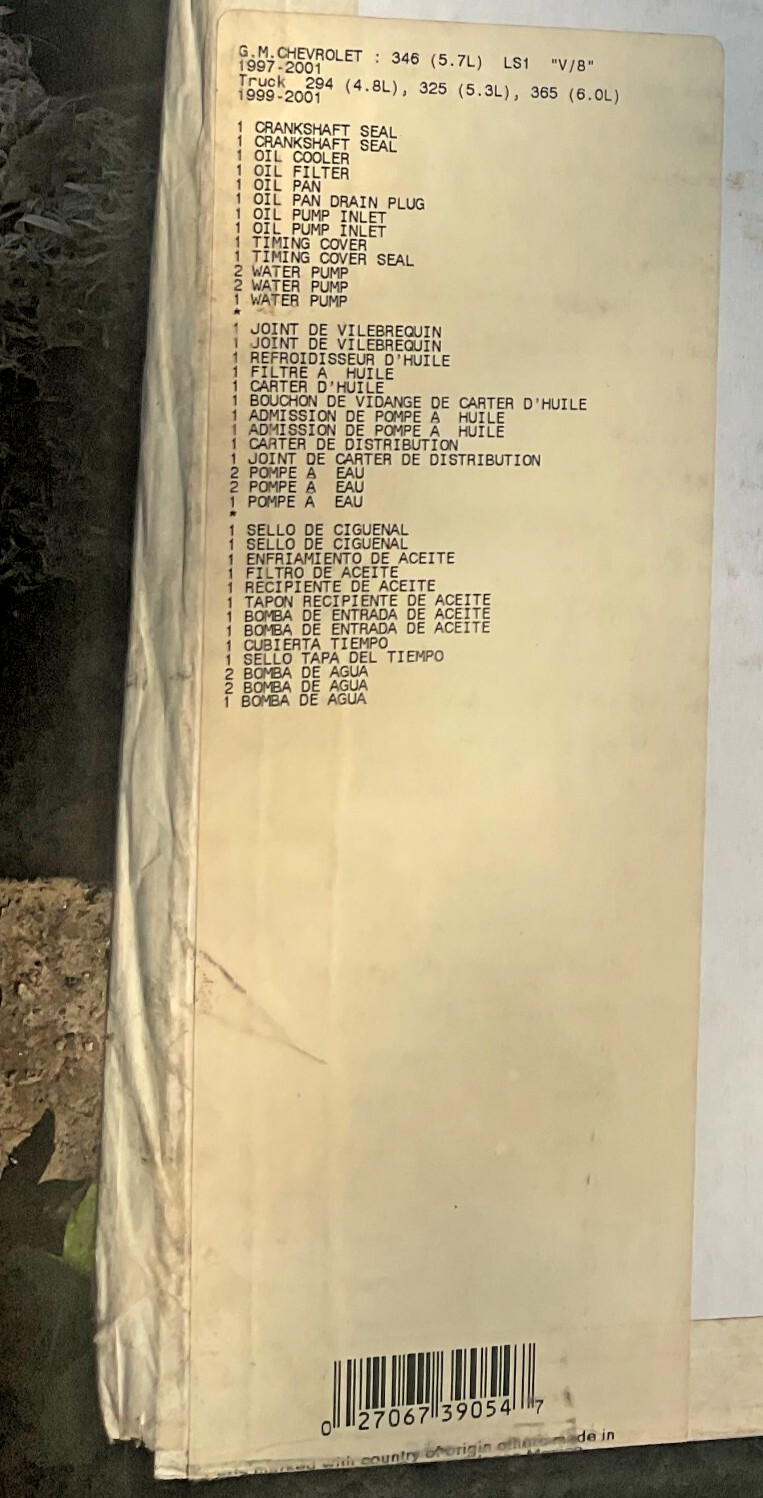 G.M.CHEVROLET : 346 (5.7L)  LS1  "V/8"
1997-2001
Truck  294 (4.8L), 325 (5.3L), 365 (6.0L)
1999-2001
1 CRANKSHAFT SEAL
1 CRANKSHAFT SEAL
1 OIL COOLER
1 OIL FILTER
1 OIL PAN
1 OIL PAN DRAIN PLUG
1 OIL PUMP INLET
1 OIL PUMP INLET
1 TIMING COVER
1 TIMING COVER SEAL
2 WATER PUMP
2 WATER PUMP
1 WATER PUMP
*
1 JOINT DE VILEBREQUIN
1 JOINT DE VILEBREQUIN
1 REFROIDISSEUR D'HUILE
1 FILTRE A  HUILE
1 CARTER D'HUILE
1 BOUCHON DE VIDANGE DE CARTER D'HUILE
1 ADMISSION DE POMPE A  HUILE
1 ADMISSION DE POMPE A  HUILE
1 CARTER DE DISTRIBUTION
1 JOINT DE CARTER DE DISTRIBUTION
2 POMPE A  EAU
2 POMPE A  EAU
1 POMPE A  EAU
*
1 SELLO DE CIGUENAL
1 SELLO DE CIGUENAL
1 ENFRIAMIENTO DE ACEITE
1 FILTRO DE ACEITE
1 RECIPIENTE DE ACEITE
1 TAPON RECIPIENTE DE ACEITE
1 BOMBA DE ENTRADA DE ACEITE
1 BOMBA DE ENTRADA DE ACEITE
1 CUBIERTA TIEMPO
1 SELLO TAPA DEL TIEMPO
2 BOMBA DE AGUA
2 BOMBA DE AGUA
1 BOMBA DE AGUA
0 27067 39054 7
marked with country of origin others made in